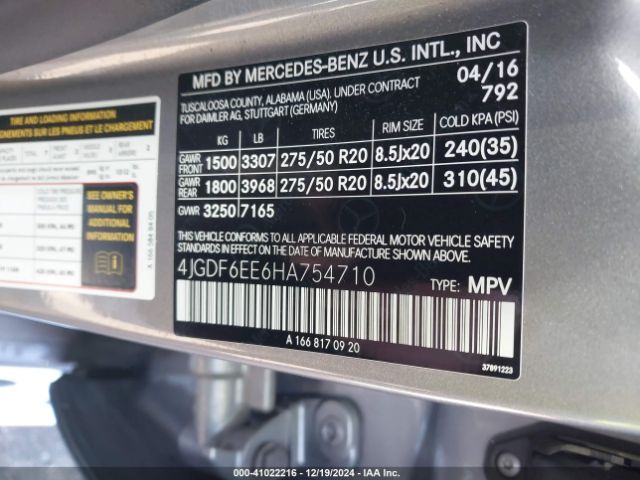 MFD BY MERCEDES-BENZ U.S. INTL., INC
TUSCALOOSA COUNTY, ALABAMA (USA). UNDER CONTRACT 04/16
FOR DAIMLER AG, STUTTGART (GERMANY) 792
KG LB TIRES RIM SIZE COLD KPA (PSI)
GAWR FRONT 1500 3307 275/50 R20 8.5Jx20 240(35)
GAWR REAR 1800 3968 275/50 R20 8.5Jx20 310(45)
GVWR 3250 7165
THIS VEHICLE CONFORMS TO ALL APPLICABLE FEDERAL MOTOR VEHICLE SAFETY
STANDARDS IN EFFECT ON THE DATE OF MANUFACTURE SHOWN ABOVE.
4JGDF6EE6HA754710 TYPE: MPV
A 166 817 09 20
37891223
TIRE AND LOADING INFORMATION
SEE OWNER'S
MANUAL FOR
ADDITIONAL
INFORMATION
A 166 584 84 05
000-41022216 - 12/19/2024 - IAA Inc.